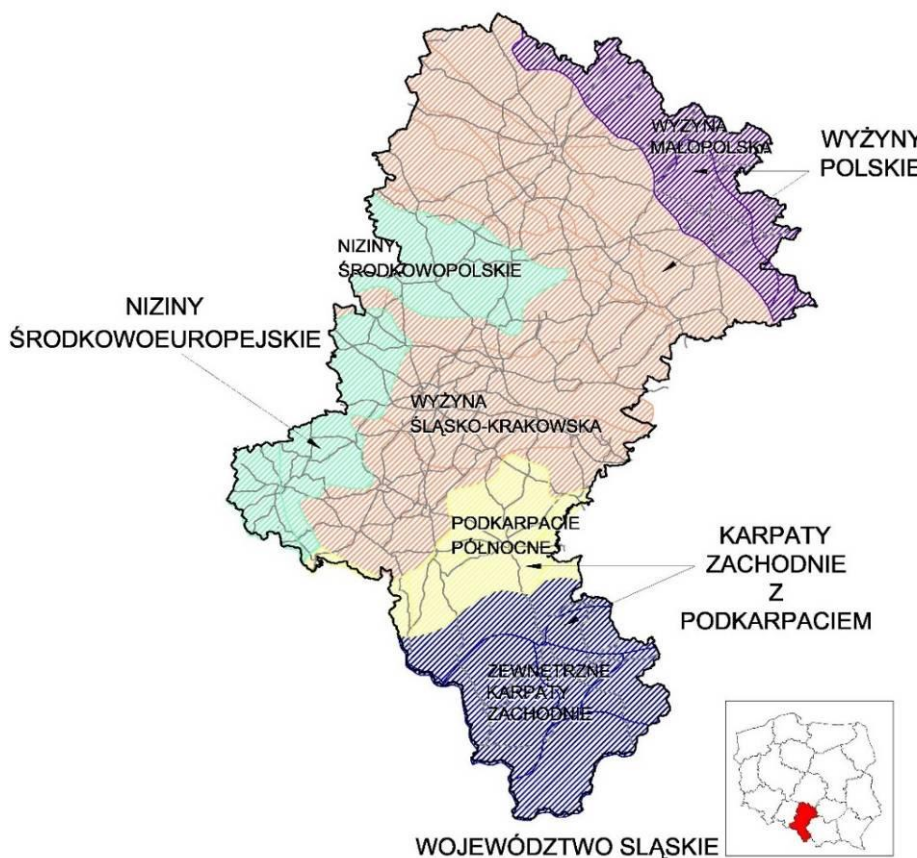 WYŻYNA
MAŁOPOLSKA
WYŻYNY
POLSKIE
NIZINY
ŚRODKOWOPOLSKIE
NIZINY
ŚRODKOWOEUROPEJSKIE
WYŻYNA
ŚLĄSKO-KRAKOWSKA
PODKARPACIE
PÓŁNOCNE
KARPATY
ZACHODNIE
Z
PODKARPACIEM
ZEWNĘTRZNE
KARPATY
ZACHODNIE
WOJEWÓDZTWO SLĄSKIE